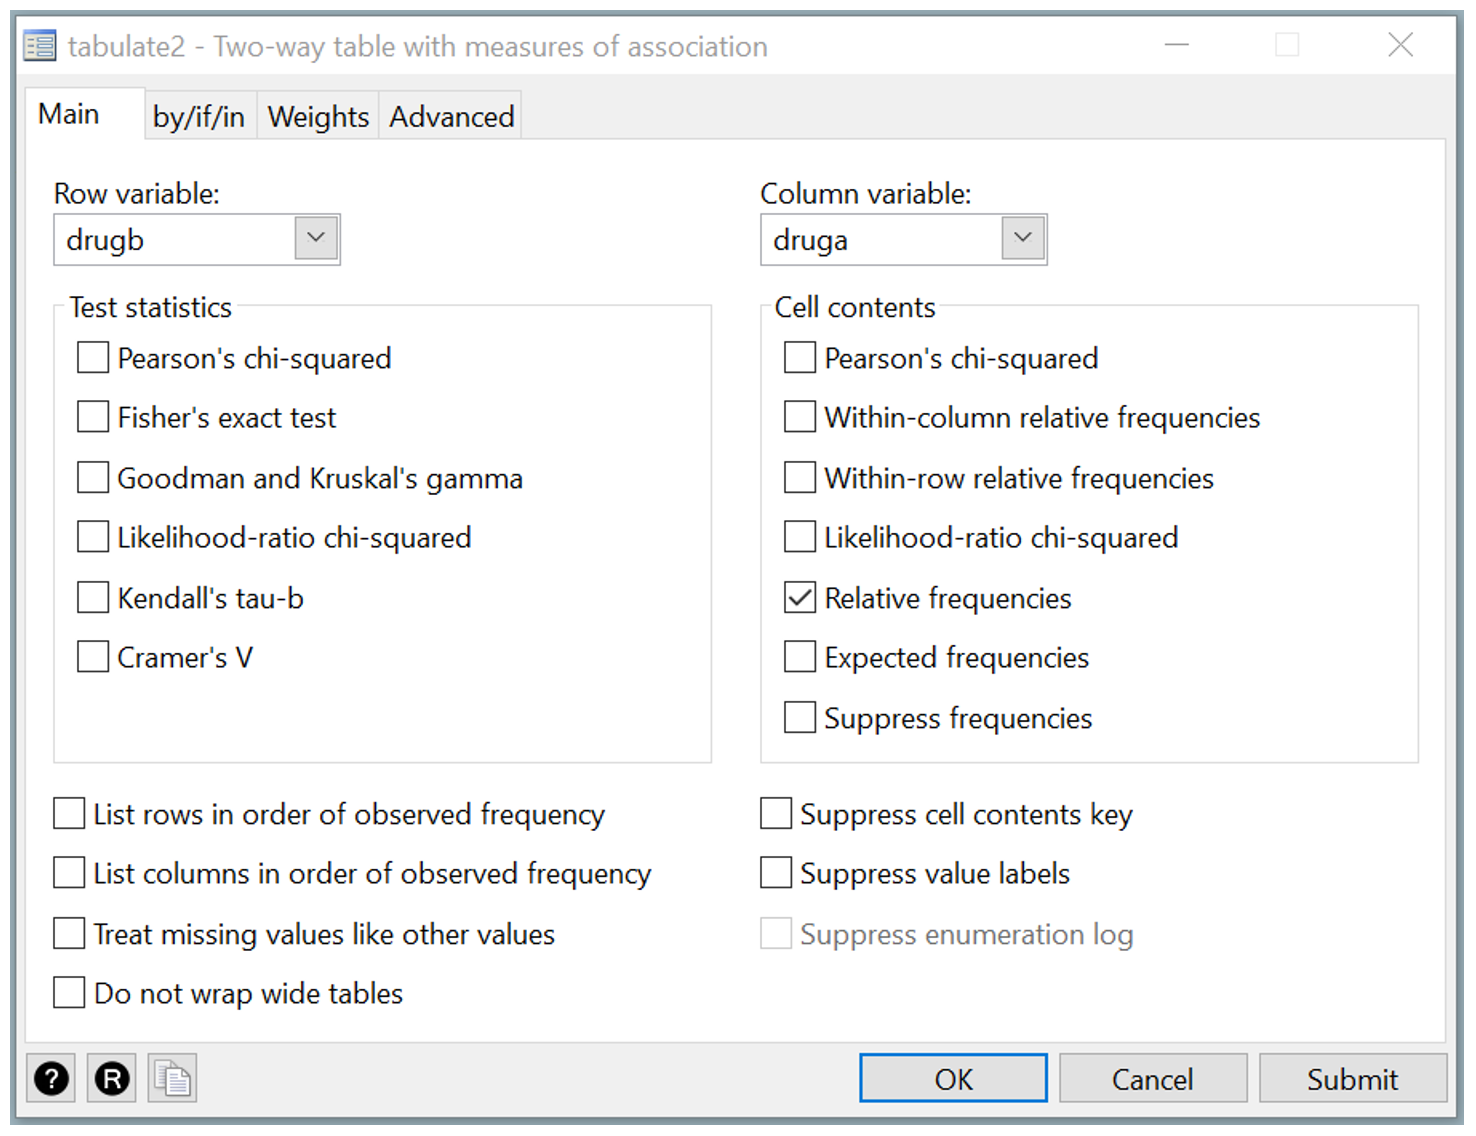 tabulate2 - Two-way table with measures of association
Main by/if/in Weights Advanced
Row variable:
drugb
Column variable:
druga
Test statistics
Pearson's chi-squared
Fisher's exact test
Goodman and Kruskal's gamma
Likelihood-ratio chi-squared
Kendall's tau-b
Cramer's V
Cell contents
Pearson's chi-squared
Within-column relative frequencies
Within-row relative frequencies
Likelihood-ratio chi-squared
Relative frequencies
Expected frequencies
Suppress frequencies
List rows in order of observed frequency
List columns in order of observed frequency
Treat missing values like other values
Do not wrap wide tables
Suppress cell contents key
Suppress value labels
Suppress enumeration log
? R
OK Cancel Submit